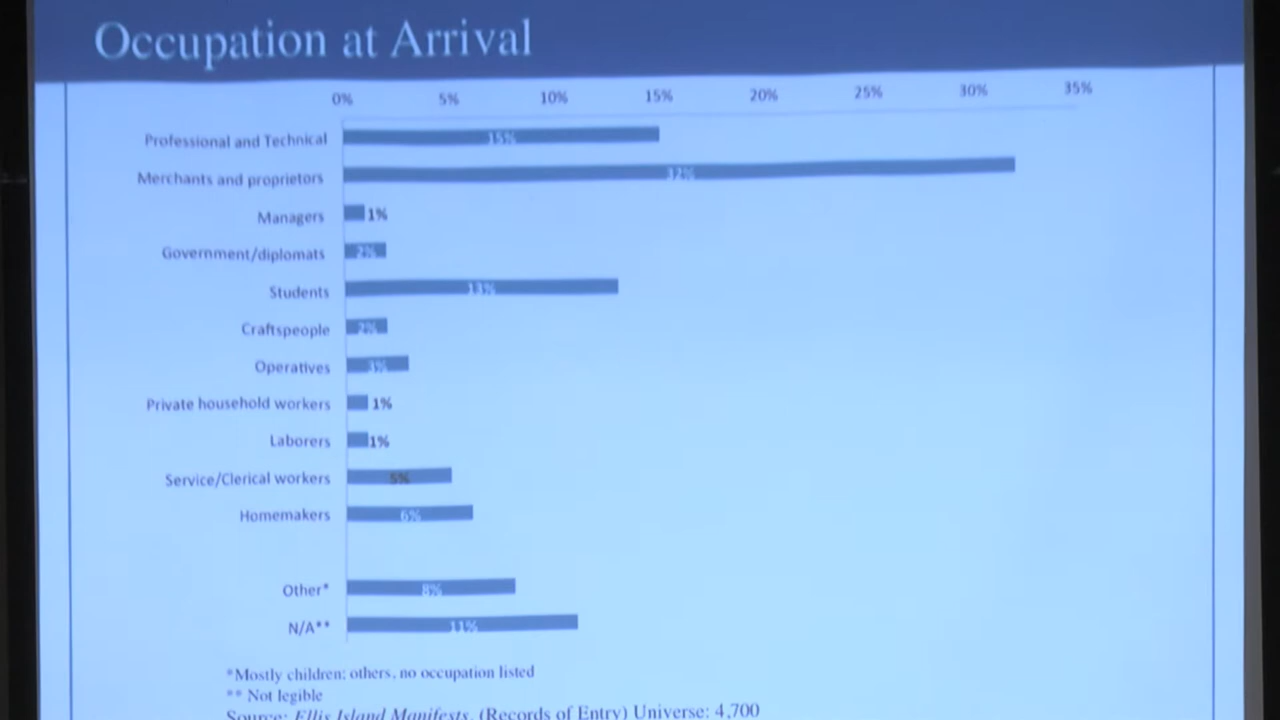 Occupation at Arrival
0% 5% 10% 15% 20% 25% 30% 35%
Professional and Technical 15%
Merchants and proprietors 32%
Managers 1%
Government/diplomats 2%
Students 13%
Craftspeople 2%
Operatives 3%
Private household workers 1%
Laborers 1%
Service/Clerical workers 5%
Homemakers 6%
Other* 8%
N/A** 11%
*Mostly children; others, no occupation listed
** Not legible
Source: Ellis Island Manifests, (Records of Entry) Universe: 4,700